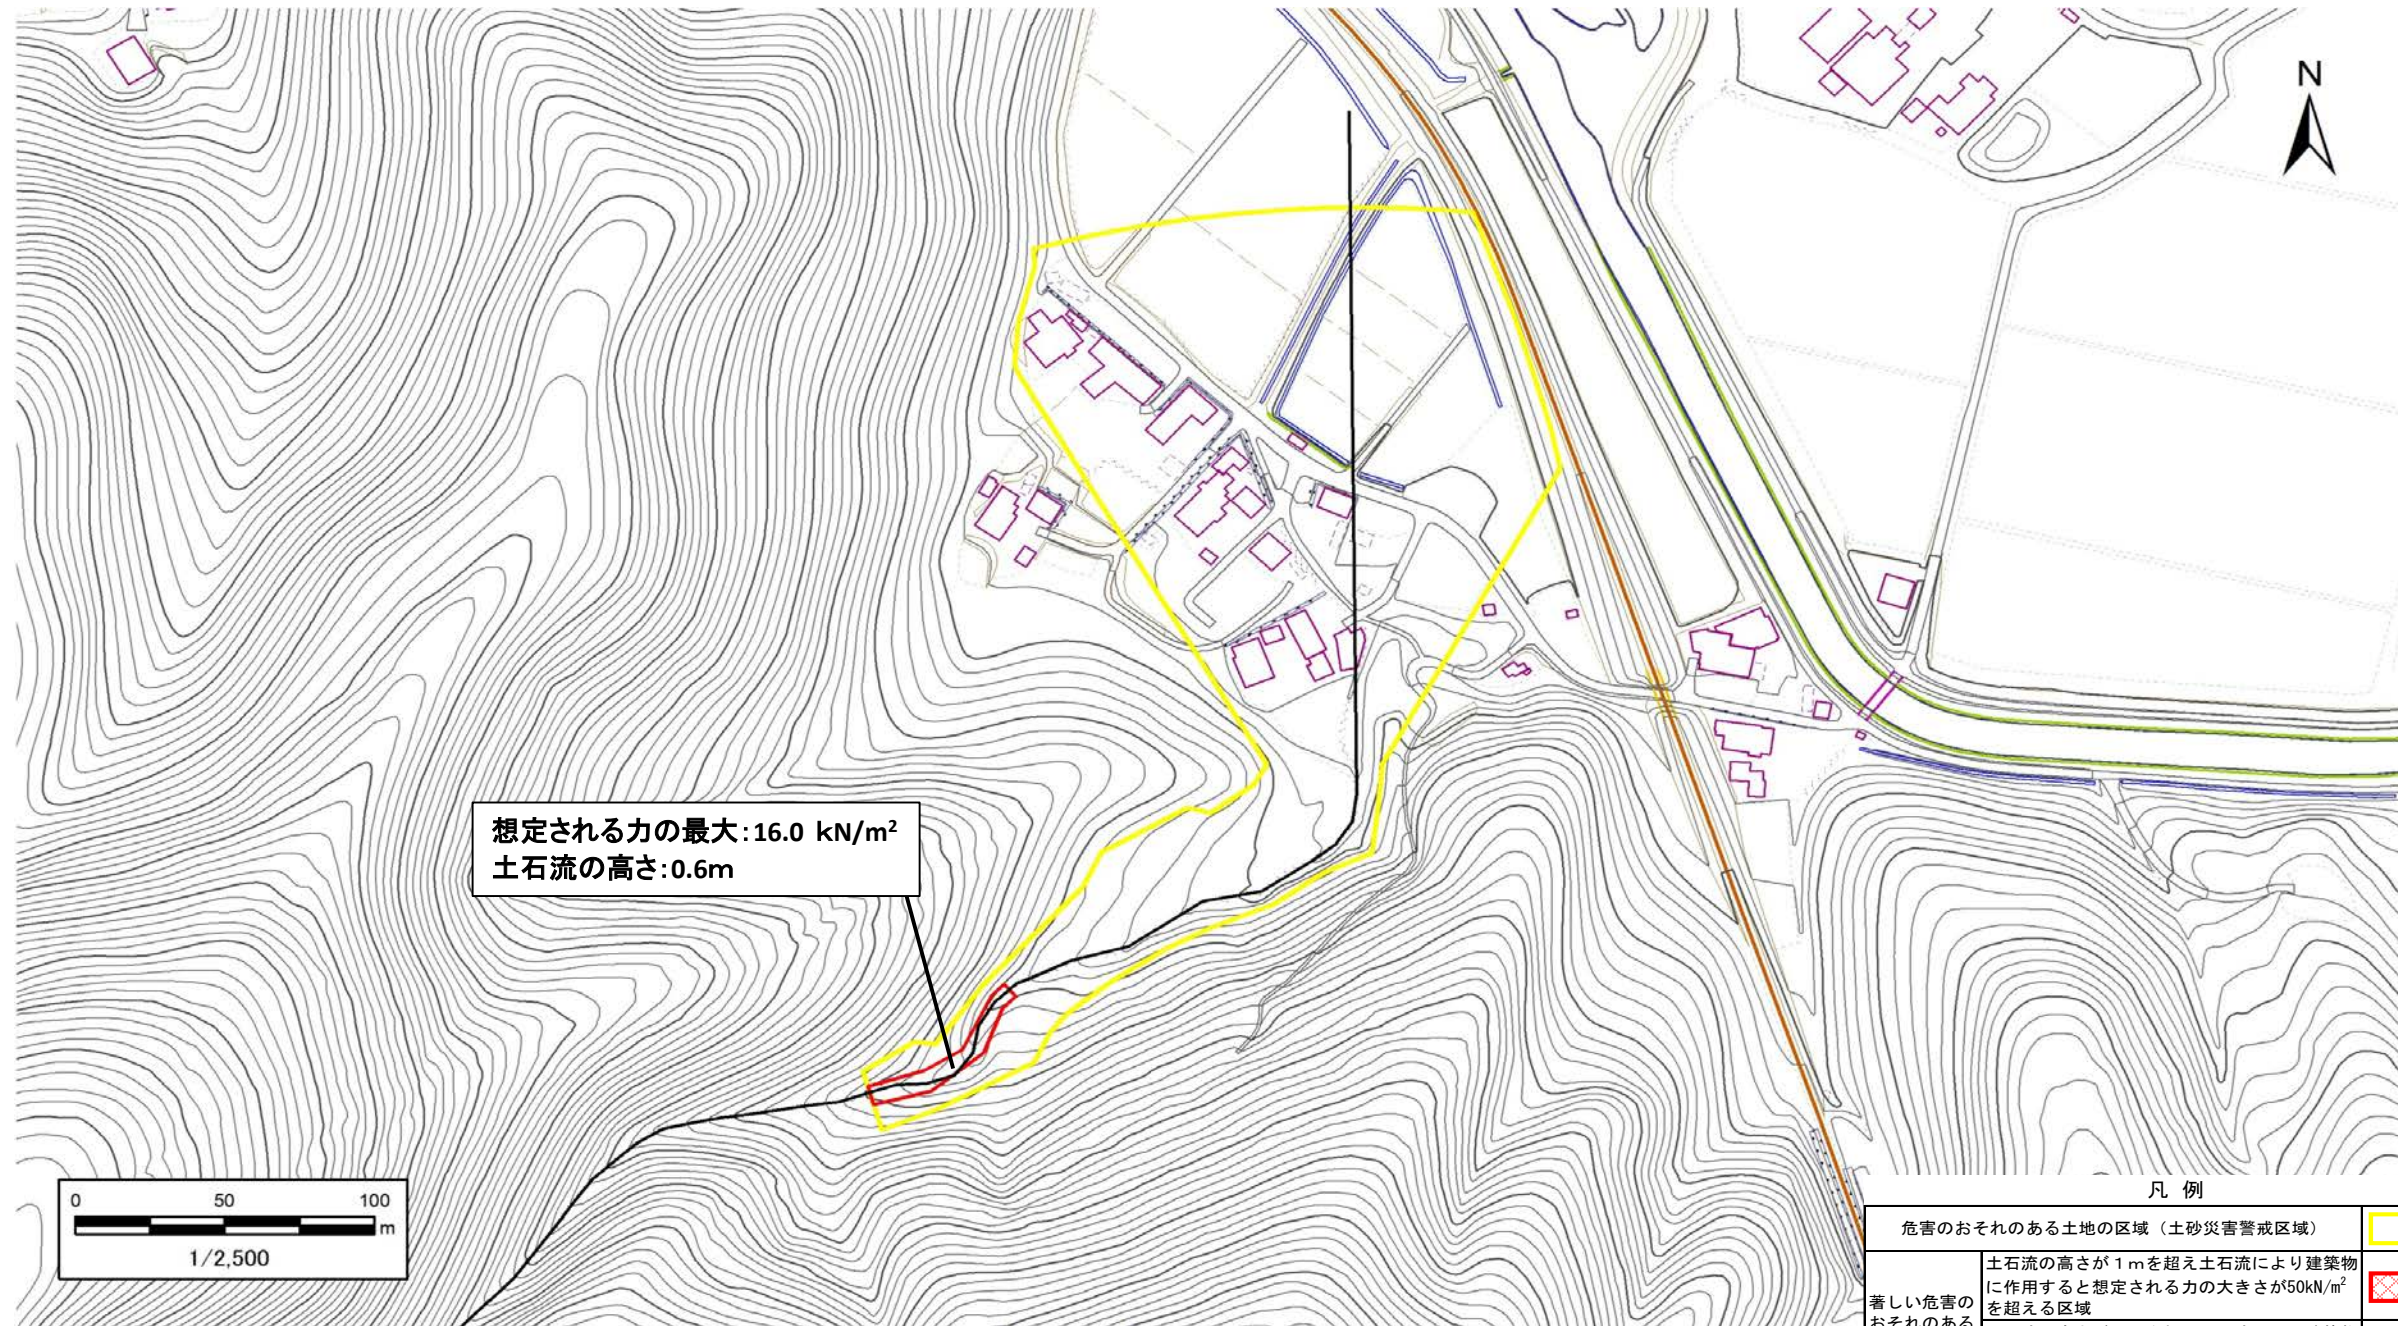 N
想定される力の最大:16.0 kN/m²
土石流の高さ:0.6m
0 50 100
m
1/2,500
凡 例
危害のおそれのある土地の区域（土砂災害警戒区域）
土石流の高さが１ｍを超え土石流により建築物
に作用すると想定される力の大きさが50kN/m²
を超える区域
著しい危害の
おそれのある